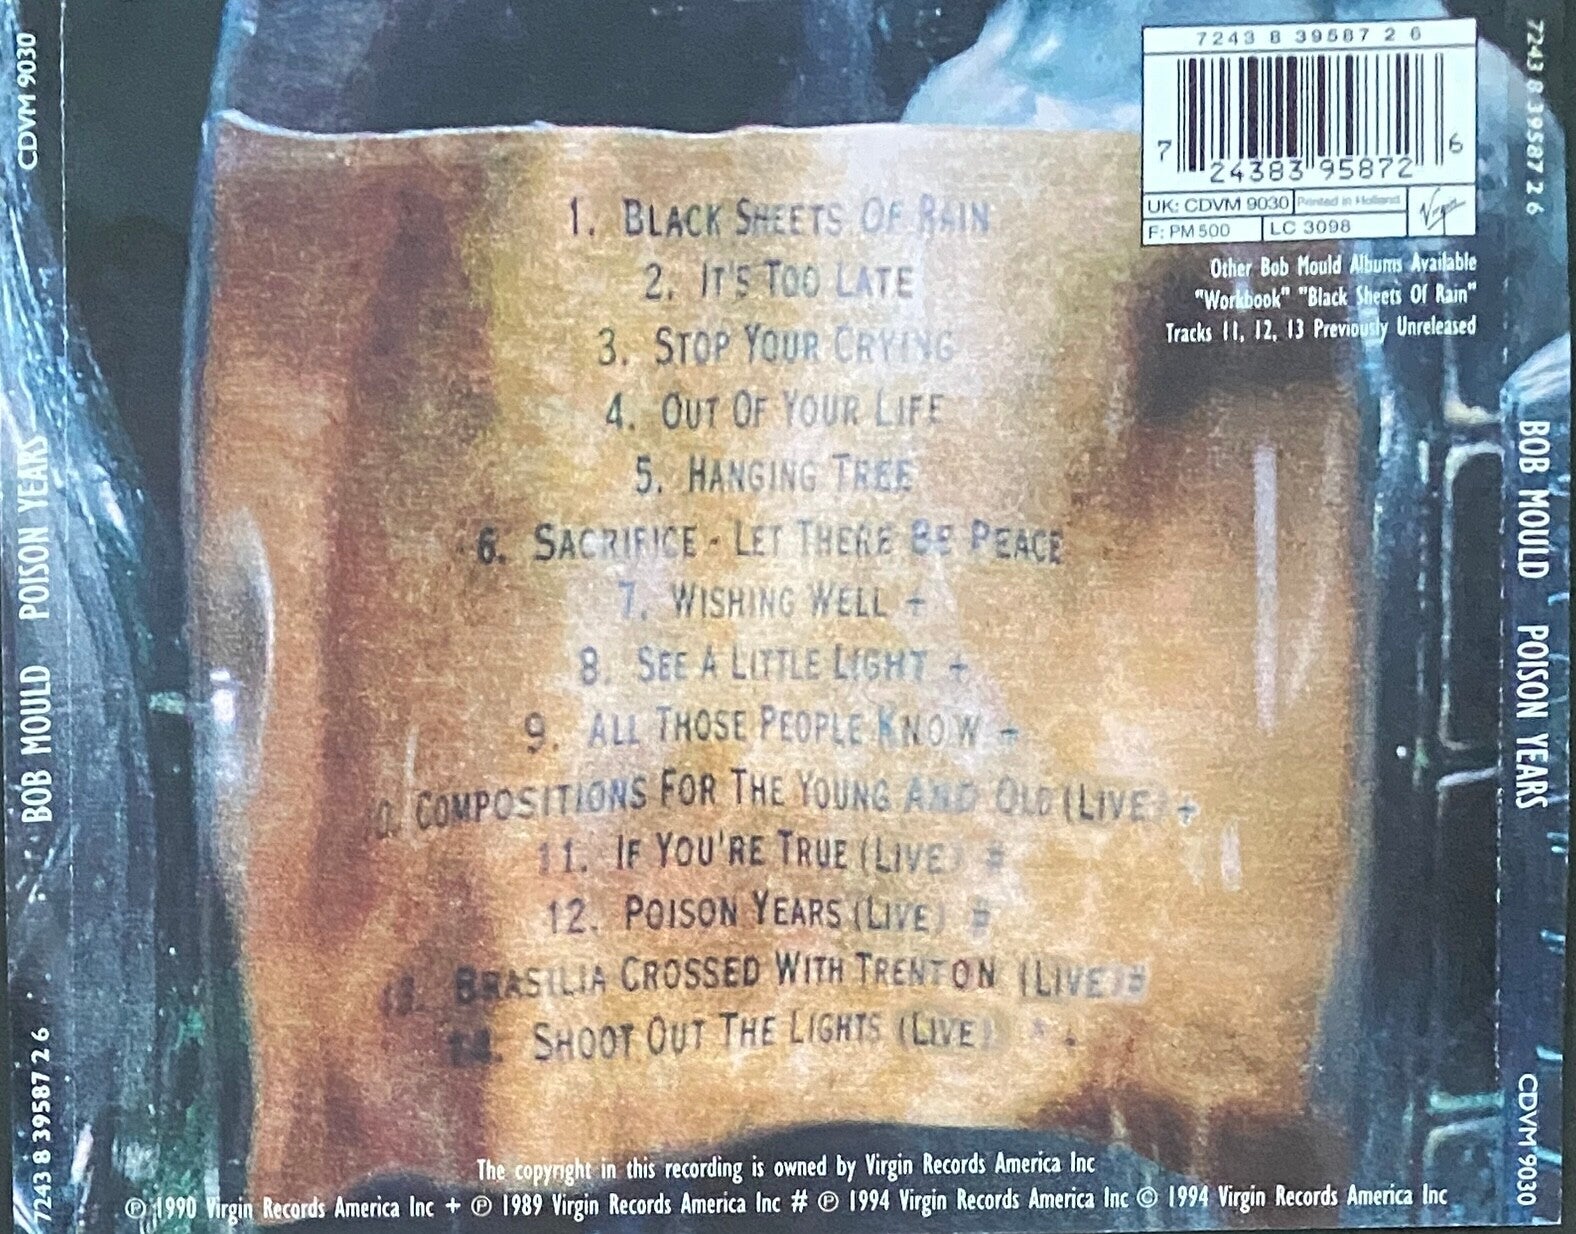 CDVM 9030
POISON YEARS
BOB MOULD
7243 8 39587 2 6
1. BLACK SHEETS OF RAIN
2. IT'S TOO LATE
3. STOP YOUR CRYING
4. OUT OF YOUR LIFE
5. HANGING TREE
6. SACRIFICE - LET THERE BE PEACE
7. WISHING WELL +
8. SEE A LITTLE LIGHT +
9. ALL THOSE PEOPLE KNOW +
10. COMPOSITIONS FOR THE YOUNG AND OLD (LIVE) +
11. IF YOU'RE TRUE (LIVE) #
12. POISON YEARS (LIVE) #
13. BRASILIA CROSSED WITH TRENTON (LIVE) #
14. SHOOT OUT THE LIGHTS (LIVE) * +
7243 8 39587 2 6
7 24383 95872 6
UK: CDVM 9030 Printed in Holland
F: PM 500 LC 3098 Virgin
Other Bob Mould Albums Available
"Workbook" "Black Sheets Of Rain"
Tracks 11, 12, 13 Previously Unreleased
The copyright in this recording is owned by Virgin Records America Inc
℗ 1990 Virgin Records America Inc + ℗ 1989 Virgin Records America Inc # ℗ 1994 Virgin Records America Inc © 1994 Virgin Records America Inc
7243 8 39587 2 6
BOB MOULD
POISON YEARS
CDVM 9030